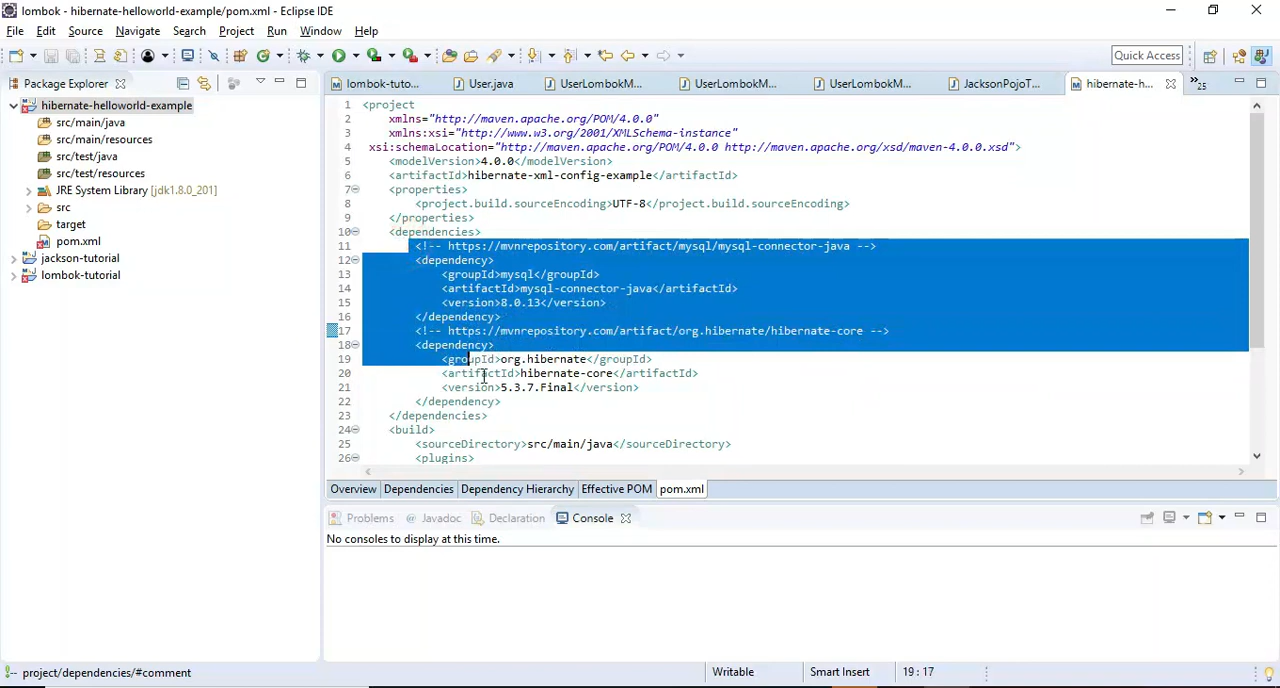 lombok - hibernate-helloworld-example/pom.xml - Eclipse IDE
File Edit Source Navigate Search Project Run Window Help
Quick Access
Package Explorer
hibernate-helloworld-example
src/main/java
src/main/resources
src/test/java
src/test/resources
JRE System Library [jdk1.8.0_201]
src
target
pom.xml
jackson-tutorial
lombok-tutorial
lombok-tuto... User.java UserLombokM... UserLombokM... UserLombokM... JacksonPojoT... hibernate-h... »25
1 <project
2 xmlns="http://maven.apache.org/POM/4.0.0"
3 xmlns:xsi="http://www.w3.org/2001/XMLSchema-instance"
4 xsi:schemaLocation="http://maven.apache.org/POM/4.0.0 http://maven.apache.org/xsd/maven-4.0.0.xsd">
5 <modelVersion>4.0.0</modelVersion>
6 <artifactId>hibernate-xml-config-example</artifactId>
7 <properties>
8 <project.build.sourceEncoding>UTF-8</project.build.sourceEncoding>
9 </properties>
10 <dependencies>
11 <!-- https://mvnrepository.com/artifact/mysql/mysql-connector-java -->
12 <dependency>
13 <groupId>mysql</groupId>
14 <artifactId>mysql-connector-java</artifactId>
15 <version>8.0.13</version>
16 </dependency>
17 <!-- https://mvnrepository.com/artifact/org.hibernate/hibernate-core -->
18 <dependency>
19 <groupId>org.hibernate</groupId>
20 <artifactId>hibernate-core</artifactId>
21 <version>5.3.7.Final</version>
22 </dependency>
23 </dependencies>
24 <build>
25 <sourceDirectory>src/main/java</sourceDirectory>
26 <plugins>
Overview Dependencies Dependency Hierarchy Effective POM pom.xml
Problems Javadoc Declaration Console
No consoles to display at this time.
project/dependencies/#comment Writable Smart Insert 19 : 17